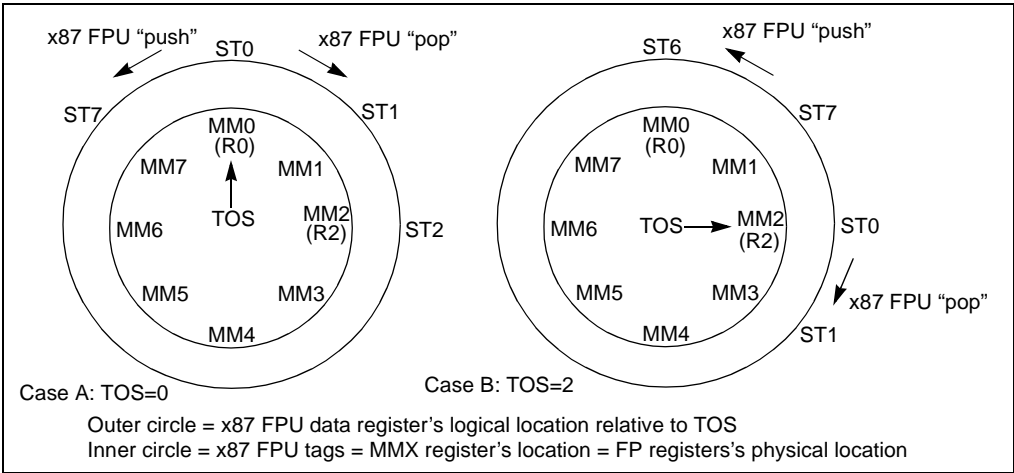 x87 FPU “push”
x87 FPU “pop”
ST0
ST7
ST1
MM0
(R0)
MM7
MM1
TOS
MM6
MM2
(R2)
ST2
MM5
MM3
MM4
Case A: TOS=0
x87 FPU “push”
ST6
ST7
MM0
(R0)
MM7
MM1
MM6
TOS
MM2
(R2)
ST0
MM5
MM3
x87 FPU “pop”
MM4
ST1
Case B: TOS=2
Outer circle = x87 FPU data register’s logical location relative to TOS
Inner circle = x87 FPU tags = MMX register’s location = FP registers’s physical location